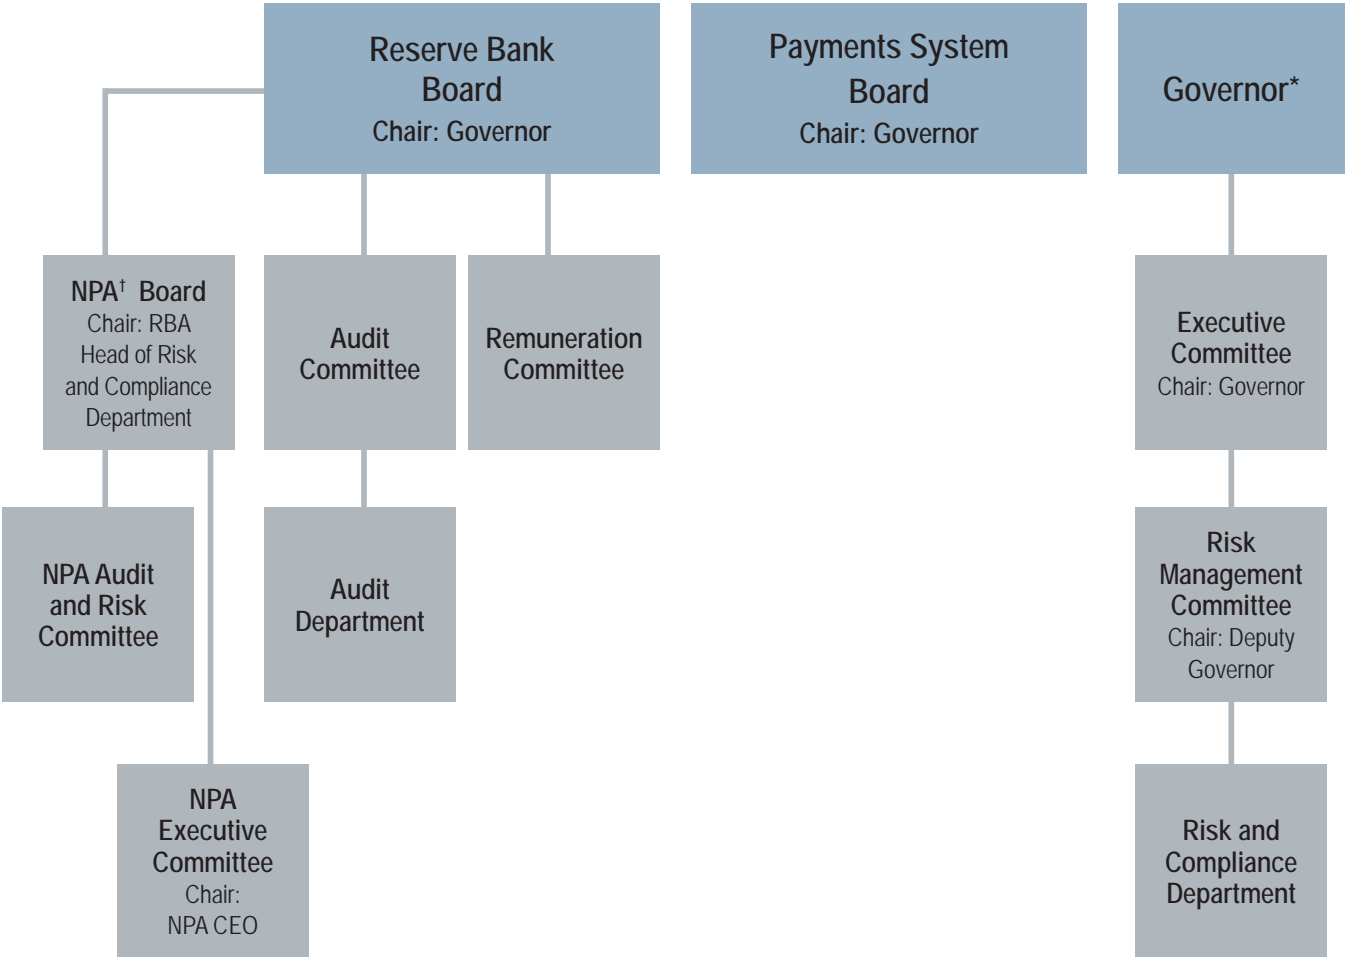 Reserve Bank
Board
Chair: Governor
Payments System
Board
Chair: Governor
Governor*
NPA† Board
Chair: RBA
Head of Risk
and Compliance
Department
Audit
Committee
Remuneration
Committee
Executive
Committee
Chair: Governor
NPA Audit
and Risk
Committee
Audit
Department
Risk
Management
Committee
Chair: Deputy
Governor
NPA
Executive
Committee
Chair:
NPA CEO
Risk and
Compliance
Department